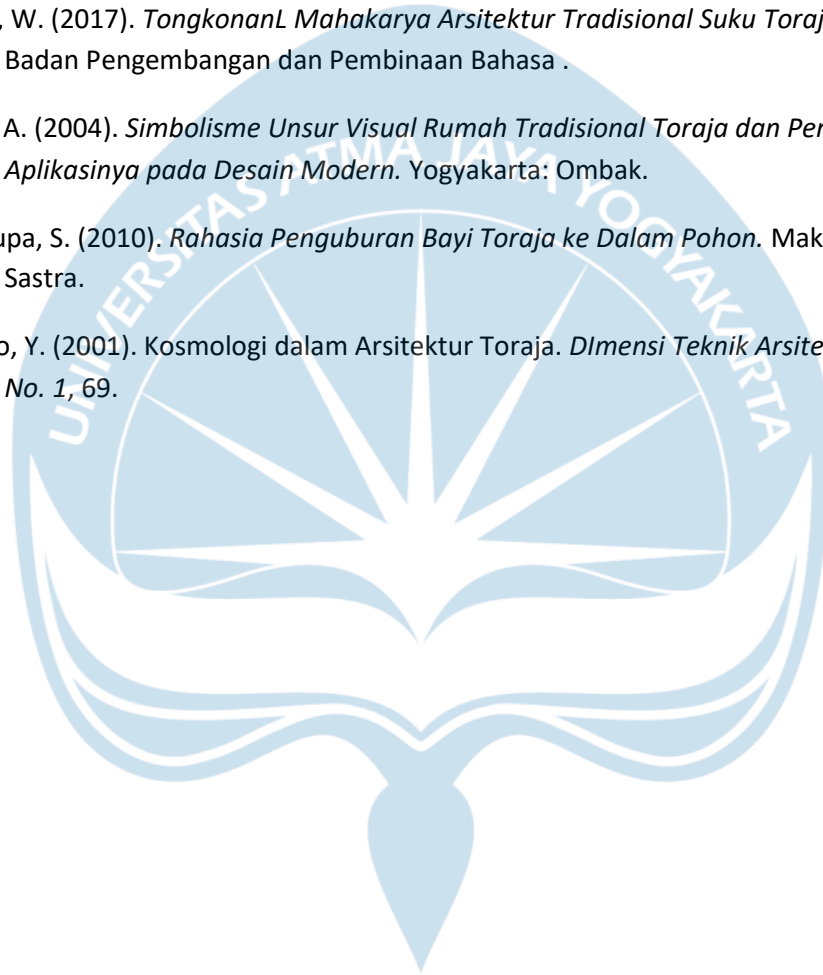 , W. (2017). TongkonanL Mahakarya Arsitektur Tradisional Suku Toraj
Badan Pengembangan dan Pembinaan Bahasa .
A. (2004). Simbolisme Unsur Visual Rumah Tradisional Toraja dan Per
Aplikasinya pada Desain Modern. Yogyakarta: Ombak.
upa, S. (2010). Rahasia Penguburan Bayi Toraja ke Dalam Pohon. Mak
Sastra.
o, Y. (2001). Kosmologi dalam Arsitektur Toraja. DImensi Teknik Arsite
No. 1, 69.
UNIVERSITAS ATMA JAYA YOGYAKARTA